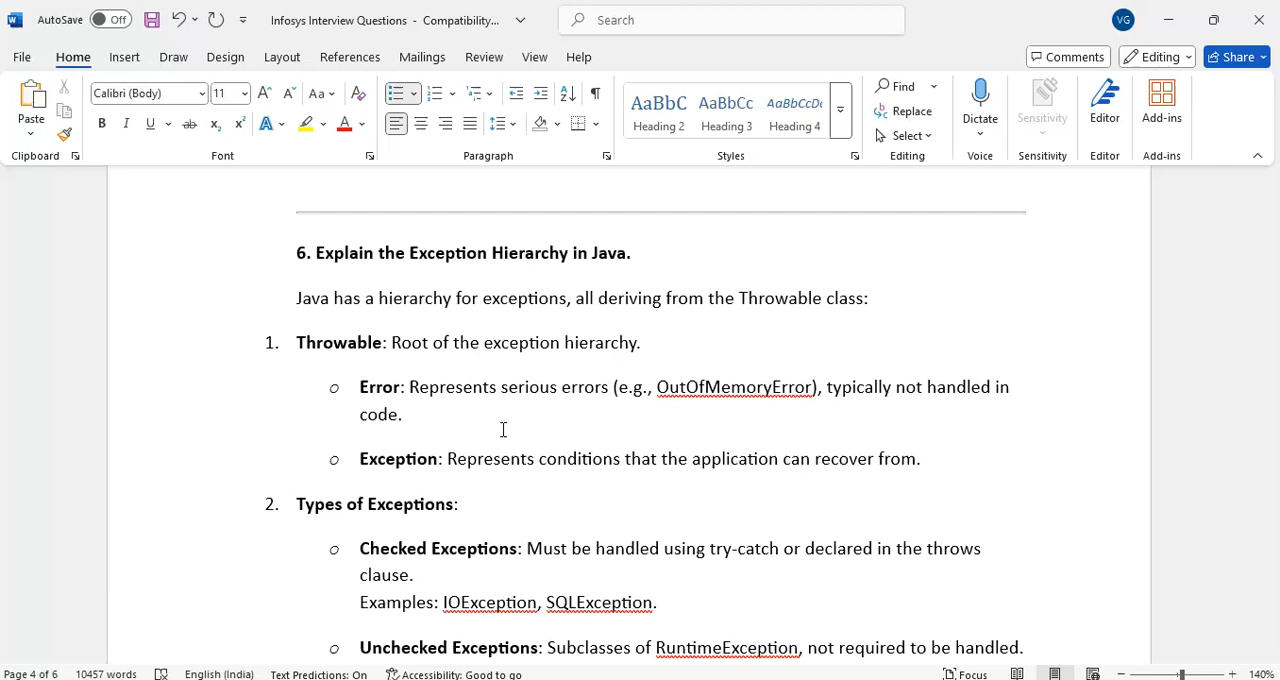 AutoSave Off Infosys Interview Questions - Compatibility... Search VG
File Home Insert Draw Design Layout References Mailings Review View Help Comments Editing Share
Paste Calibri (Body) 11 Aa AaBbCc AaBbCc AaBbCcDc Find Replace Select Dictate Sensitivity Editor Add-ins
B I U ab x₂ x² A A Heading 2 Heading 3 Heading 4
Clipboard Font Paragraph Styles Editing Voice Sensitivity Editor Add-ins
6. Explain the Exception Hierarchy in Java.
Java has a hierarchy for exceptions, all deriving from the Throwable class:
1. Throwable: Root of the exception hierarchy.
o Error: Represents serious errors (e.g., OutOfMemoryError), typically not handled in
code.
o Exception: Represents conditions that the application can recover from.
2. Types of Exceptions:
o Checked Exceptions: Must be handled using try-catch or declared in the throws
clause.
Examples: IOException, SQLException.
o Unchecked Exceptions: Subclasses of RuntimeException, not required to be handled.
Page 4 of 6 10457 words English (India) Text Predictions: On Accessibility: Good to go Focus 140%